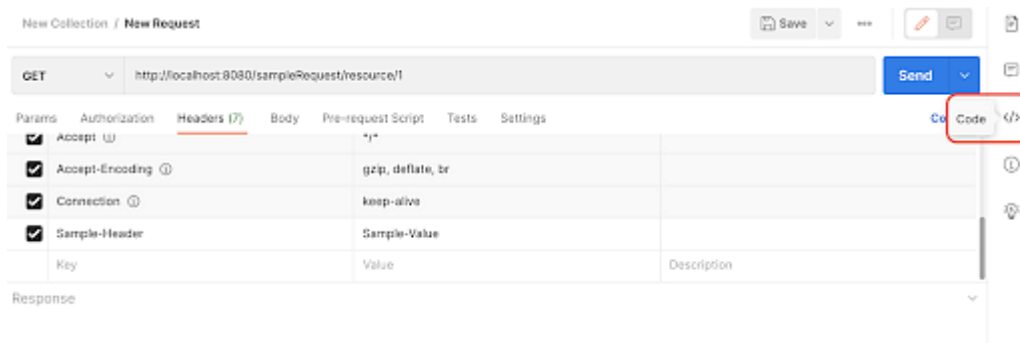 New Collection / New Request Save
GET http://localhost:8080/sampleRequest/resource/1 Send
Params Authorization Headers (7) Body Pre-request Script Tests Settings Co Code </>
Accept */*
Accept-Encoding gzip, deflate, br
Connection keep-alive
Sample-Header Sample-Value
Key Value Description
Response